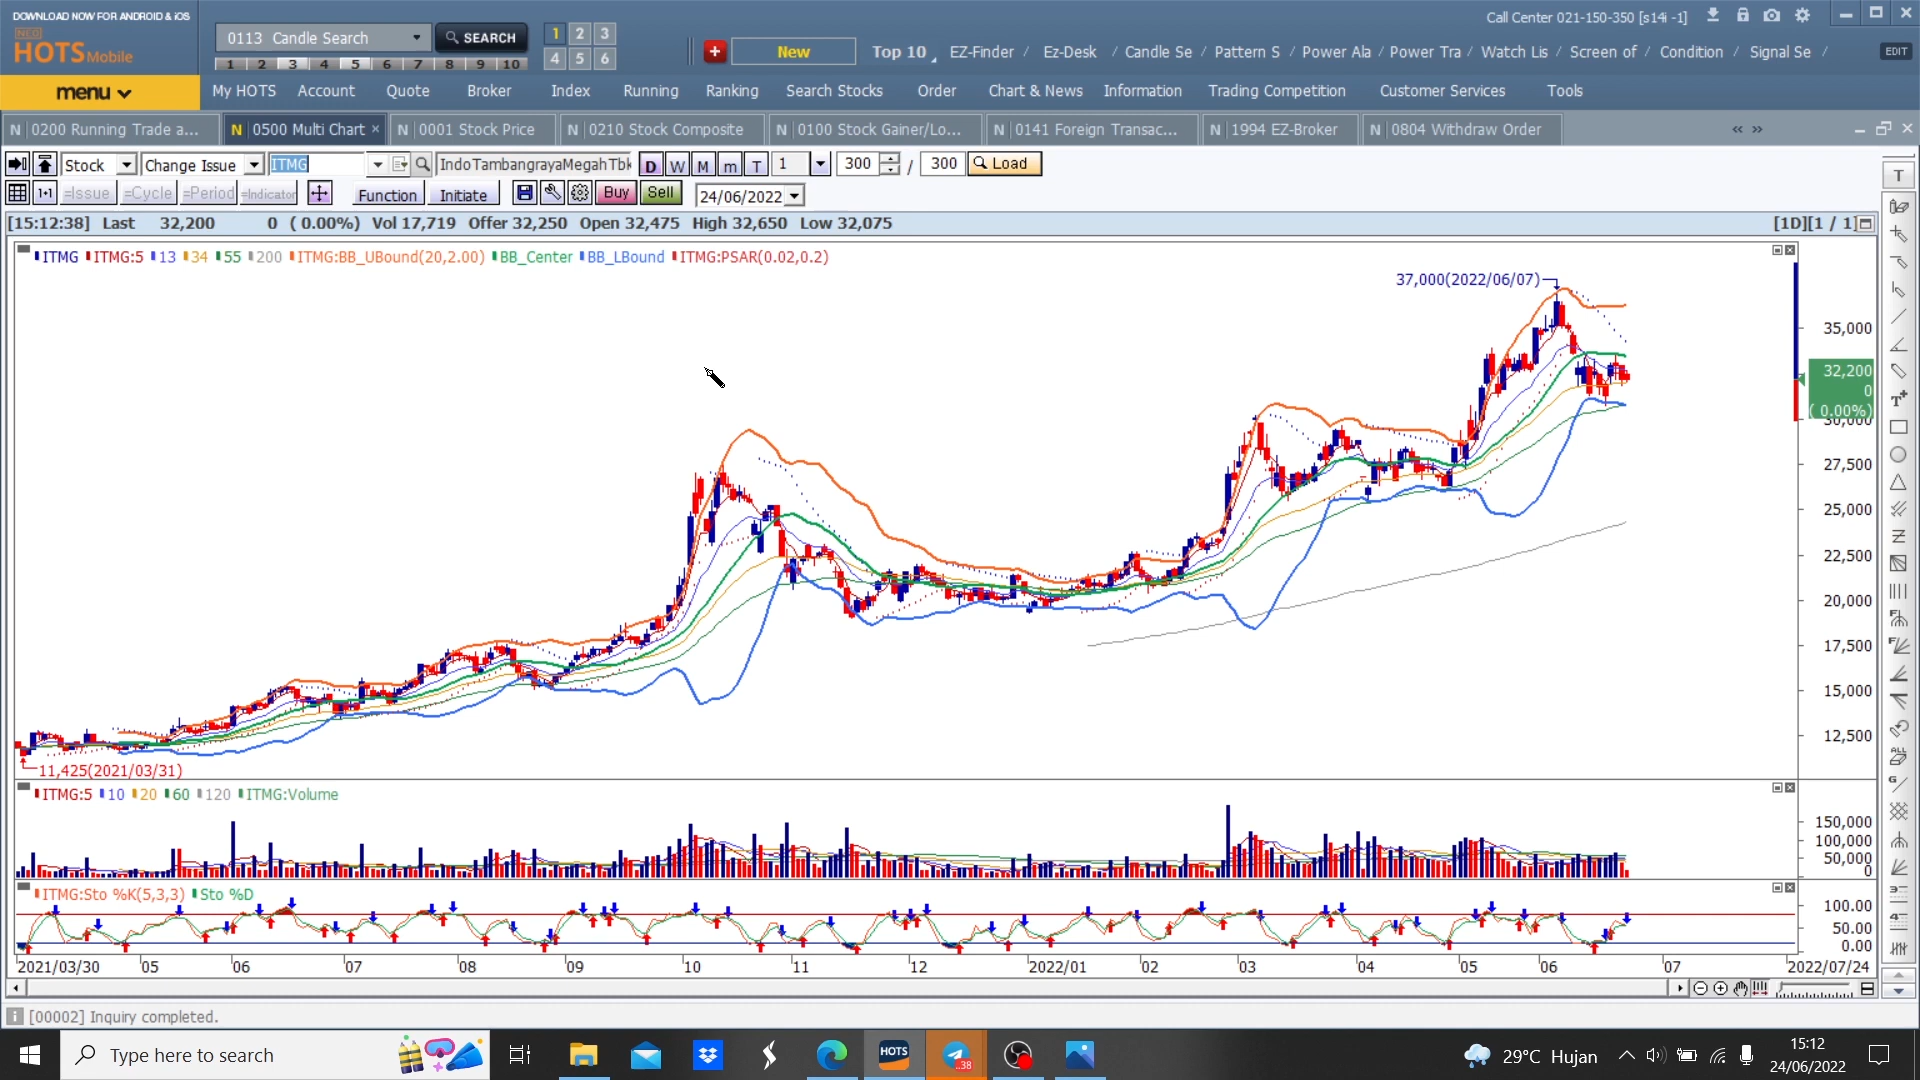 DOWNLOAD NOW FOR ANDROID & iOS
NEO
HOTS Mobile
0113 Candle Search
SEARCH
1 2 3 4 5 6 7 8 9 10
1 2 3
4 5 6
New
Top 10 EZ-Finder / Ez-Desk / Candle Se / Pattern S / Power Ala / Power Tra / Watch Lis / Screen of / Condition / Signal Se /
Call Center 021-150-350 [s14i -1]
EDIT
menu
My HOTS Account Quote Broker Index Running Ranking Search Stocks Order Chart & News Information Trading Competition Customer Services Tools
N 0200 Running Trade a... N 0500 Multi Chart × N 0001 Stock Price N 0210 Stock Composite N 0100 Stock Gainer/Lo... N 0141 Foreign Transac... N 1994 EZ-Broker N 0804 Withdraw Order
Stock Change Issue ITMG IndoTambangrayaMegahTbk D W M m T 1 300 / 300 Load
=Issue =Cycle =Period =Indicator Function Initiate Buy Sell 24/06/2022
[15:12:38] Last 32,200 0 ( 0.00%) Vol 17,719 Offer 32,250 Open 32,475 High 32,650 Low 32,075
[1D][1 / 1]
ITMG ITMG:5 13 34 55 200 ITMG:BB_UBound(20,2.00) BB_Center BB_LBound ITMG:PSAR(0.02,0.2)
37,000(2022/06/07)
35,000
32,200
0
( 0.00%)
30,000
27,500
25,000
22,500
20,000
17,500
15,000
12,500
11,425(2021/03/31)
ITMG:5 10 20 60 120 ITMG:Volume
150,000
100,000
50,000
0
ITMG:Sto %K(5,3,3) Sto %D
100.00
50.00
0.00
2021/03/30 05 06 07 08 09 10 11 12 2022/01 02 03 04 05 06 07 2022/07/24
[00002] Inquiry completed.
Type here to search
HOTS
29°C Hujan
15:12
24/06/2022